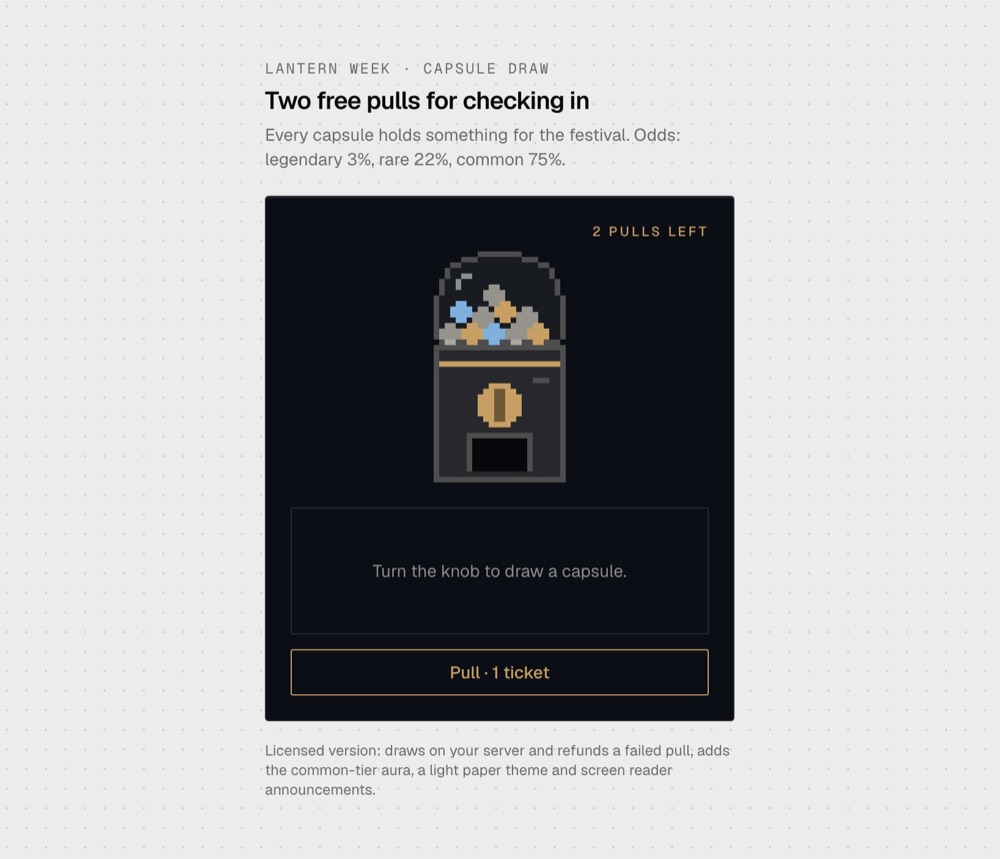 LANTERN WEEK · CAPSULE DRAW
Two free pulls for checking in
Every capsule holds something for the festival. Odds:
legendary 3%, rare 22%, common 75%.
2 PULLS LEFT
Turn the knob to draw a capsule.
Pull · 1 ticket
Licensed version: draws on your server and refunds a failed pull, adds
the common-tier aura, a light paper theme and screen reader
announcements.